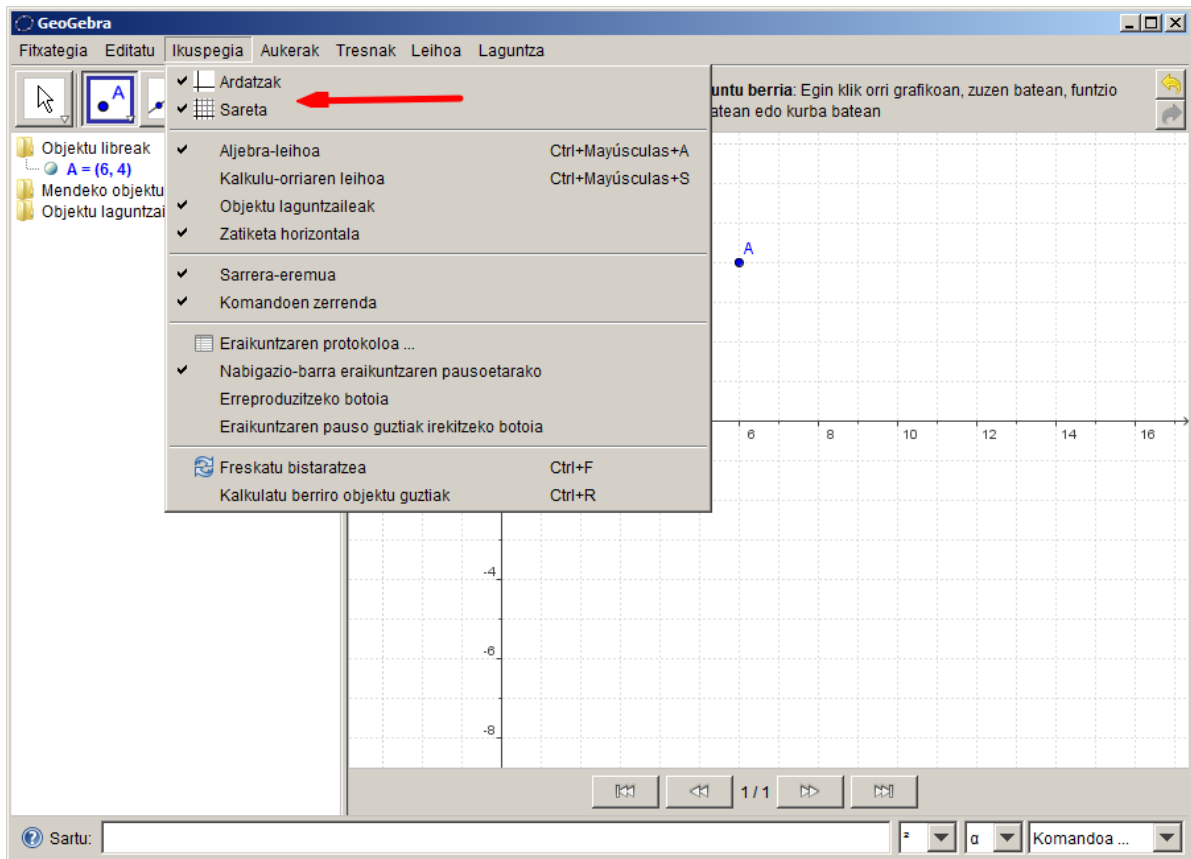 GeoGebra
Fitxategia Editatu Ikuspegia Aukerak Tresnak Leihoa Laguntza
A
untu berria: Egin klik orri grafikoan, zuzen batean, funtzio
atean edo kurba batean
Ardatzak
Sareta
Aljebra-leihoa Ctrl+Mayúsculas+A
Kalkulu-orriaren leihoa Ctrl+Mayúsculas+S
Objektu laguntzaileak
Zatiketa horizontala
Sarrera-eremua
Komandoen zerrenda
Eraikuntzaren protokoloa ...
Nabigazio-barra eraikuntzaren pausoetarako
Erreproduzitzeko botoia
Eraikuntzaren pauso guztiak irekitzeko botoia
Freskatu bistaratzea Ctrl+F
Kalkulatu berriro objektu guztiak Ctrl+R
Objektu libreak
A = (6, 4)
Mendeko objektu
Objektu laguntzai
A
6 8 10 12 14 16
-4
-6
-8
1 / 1
Sartu: ² α Komandoa ...